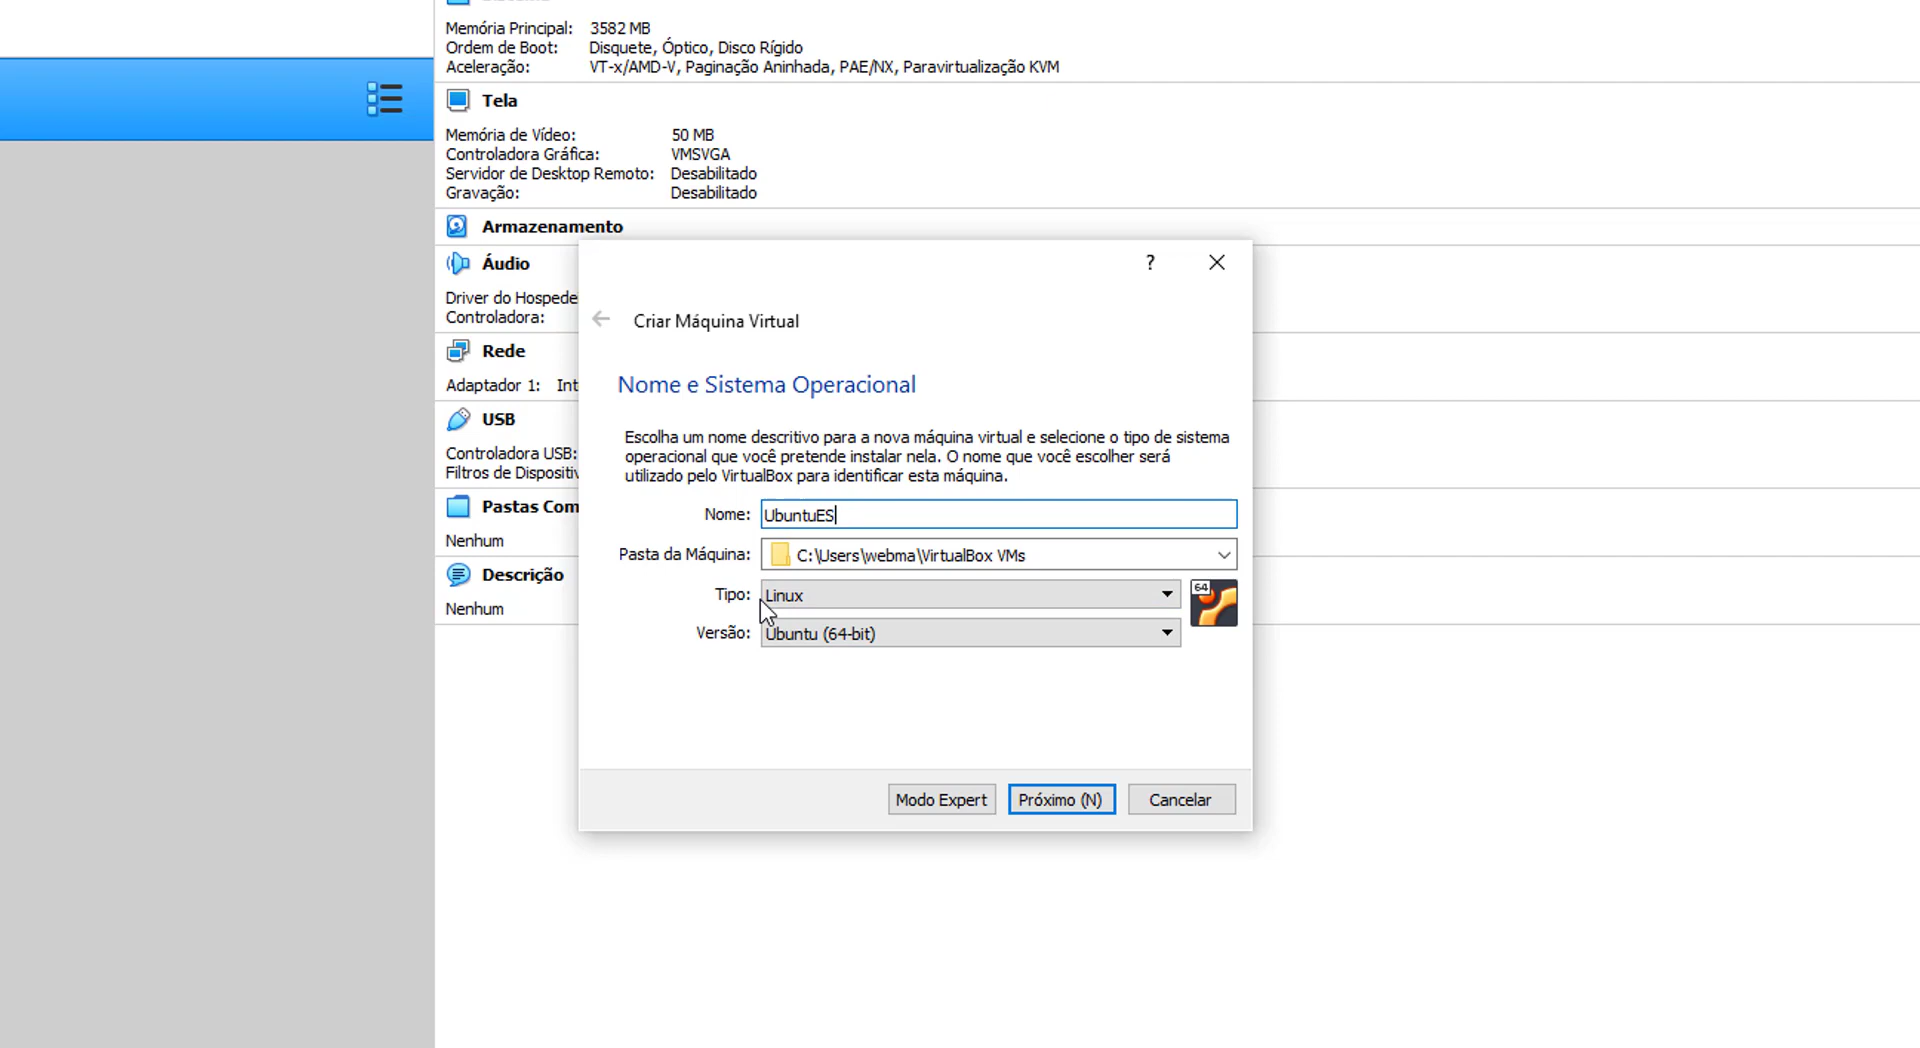 Memória Principal: 3582 MB
Ordem de Boot: Disquete, Óptico, Disco Rígido
Aceleração: VT-x/AMD-V, Paginação Aninhada, PAE/NX, Paravirtualização KVM
Tela
Memória de Vídeo: 50 MB
Controladora Gráfica: VMSVGA
Servidor de Desktop Remoto: Desabilitado
Gravação: Desabilitado
Armazenamento
Áudio
Driver do Hospede
Controladora:
Rede
Adaptador 1: Int
USB
Controladora USB:
Filtros de Dispositiv
Pastas Com
Nenhum
Descrição
Nenhum
?
Criar Máquina Virtual
Nome e Sistema Operacional
Escolha um nome descritivo para a nova máquina virtual e selecione o tipo de sistema
operacional que você pretende instalar nela. O nome que você escolher será
utilizado pelo VirtualBox para identificar esta máquina.
Nome: UbuntuES
Pasta da Máquina: C:\Users\webma\VirtualBox VMs
Tipo: Linux
64
Versão: Ubuntu (64-bit)
Modo Expert Próximo (N) Cancelar